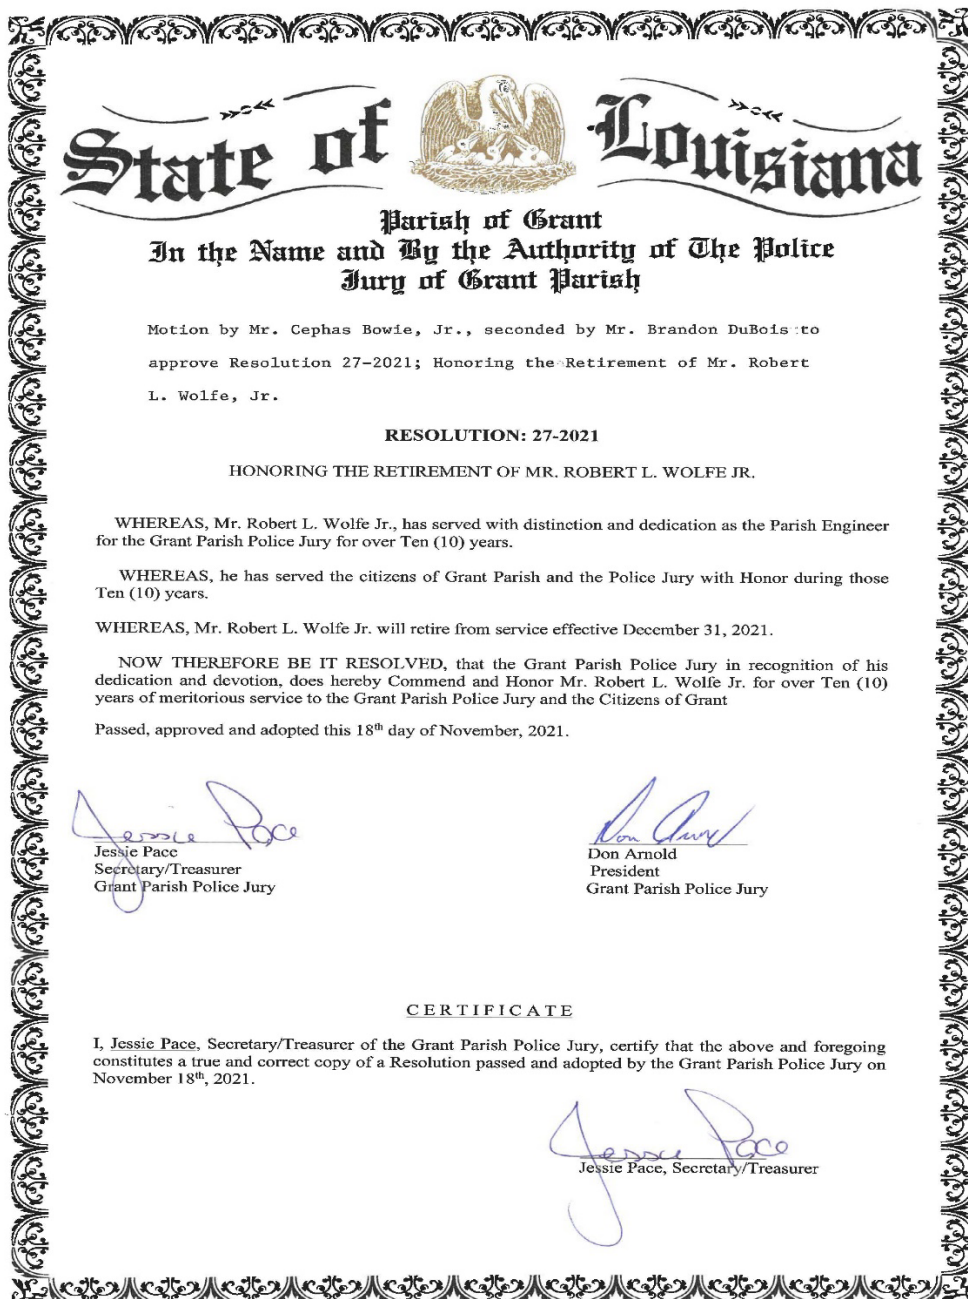 State of Louisiana
Parish of Grant
In the Name and By the Authority of The Police
Jury of Grant Parish
Motion by Mr. Cephas Bowie, Jr., seconded by Mr. Brandon DuBois to
approve Resolution 27-2021; Honoring the Retirement of Mr. Robert
L. Wolfe, Jr.
RESOLUTION: 27-2021
HONORING THE RETIREMENT OF MR. ROBERT L. WOLFE JR.
WHEREAS, Mr. Robert L. Wolfe Jr., has served with distinction and dedication as the Parish Engineer
for the Grant Parish Police Jury for over Ten (10) years.
WHEREAS, he has served the citizens of Grant Parish and the Police Jury with Honor during those
Ten (10) years.
WHEREAS, Mr. Robert L. Wolfe Jr. will retire from service effective December 31, 2021.
NOW THEREFORE BE IT RESOLVED, that the Grant Parish Police Jury in recognition of his
dedication and devotion, does hereby Commend and Honor Mr. Robert L. Wolfe Jr. for over Ten (10)
years of meritorious service to the Grant Parish Police Jury and the Citizens of Grant
Passed, approved and adopted this 18th day of November, 2021.
Jessie Pace
Jessie Pace
Secretary/Treasurer
Grant Parish Police Jury
Don Arnold
Don Arnold
President
Grant Parish Police Jury
CERTIFICATE
I, Jessie Pace, Secretary/Treasurer of the Grant Parish Police Jury, certify that the above and foregoing
constitutes a true and correct copy of a Resolution passed and adopted by the Grant Parish Police Jury on
November 18th, 2021.
Jessie Pace
Jessie Pace, Secretary/Treasurer